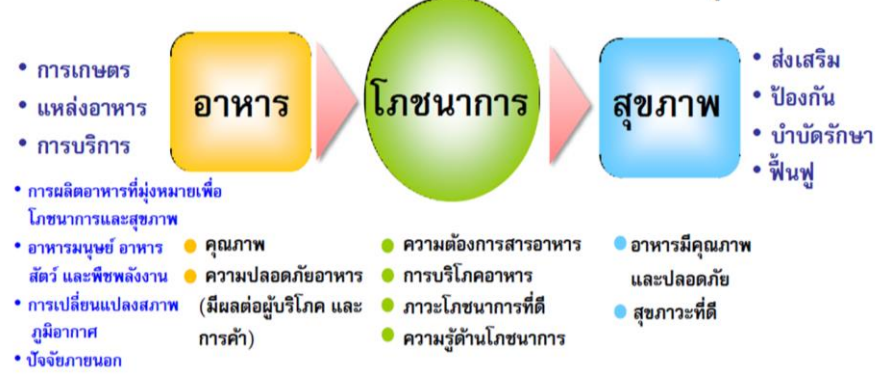 • การเกษตร
• แหล่งอาหาร
• การบริการ
อาหาร
โภชนาการ
สุขภาพ
• ส่งเสริม
• ป้องกัน
• บำบัดรักษา
• ฟื้นฟู
• การผลิตอาหารที่มุ่งหมายเพื่อ
โภชนาการและสุขภาพ
• อาหารมนุษย์ อาหาร
สัตว์ และพืชพลังงาน
• การเปลี่ยนแปลงสภาพ
ภูมิอากาศ
• ปัจจัยภายนอก
คุณภาพ
ความปลอดภัยอาหาร
(มีผลต่อผู้บริโภค และ
การค้า)
ความต้องการสารอาหาร
การบริโภคอาหาร
ภาวะโภชนาการที่ดี
ความรู้ด้านโภชนาการ
อาหารมีคุณภาพ
และปลอดภัย
สุขภาวะที่ดี